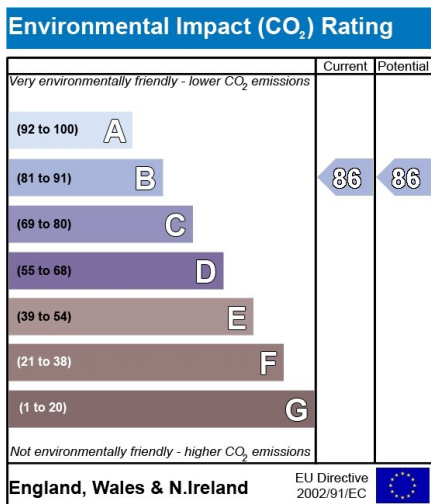 Environmental Impact (CO₂) Rating
Current Potential
Very environmentally friendly - lower CO₂ emissions
(92 to 100) A
(81 to 91) B 86 86
(69 to 80) C
(55 to 68) D
(39 to 54) E
(21 to 38) F
(1 to 20) G
Not environmentally friendly - higher CO₂ emissions
England, Wales & N.Ireland
EU Directive
2002/91/EC